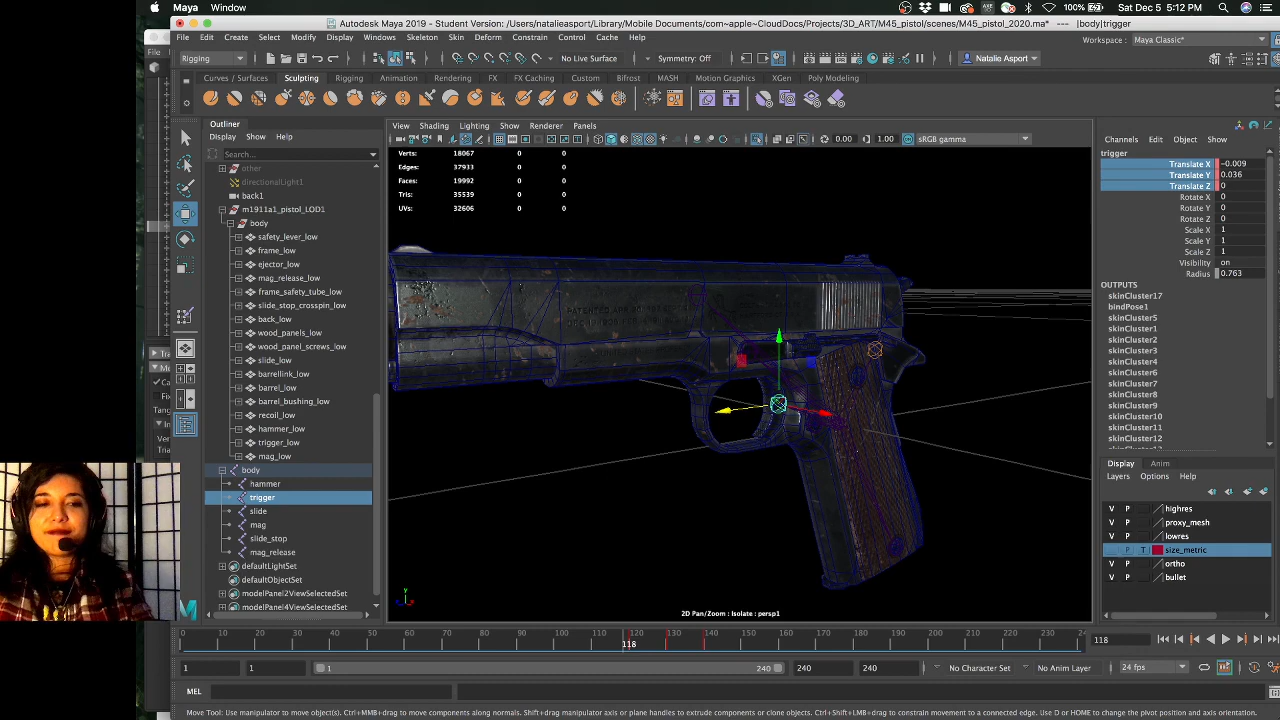 Maya Window
Sat Dec 5 5:12 PM
Autodesk Maya 2019 - Student Version: /Users/natalieasport/Library/Mobile Documents/com~apple~CloudDocs/Projects/3D_ART/M45_pistol/scenes/M45_pistol_2020.ma* --- |body|trigger
File
File Edit Create Select Modify Display Windows Skeleton Skin Deform Constrain Control Cache Help
Workspace : Maya Classic*
Rigging No Live Surface Symmetry: Off Natalie Asport
Curves / Surfaces Sculpting Rigging Animation Rendering FX FX Caching Custom Bifrost MASH Motion Graphics XGen Poly Modeling
Outliner
Display Show Help
Search...
other
directionalLight1
back1
m1911a1_pistol_LOD1
body
safety_lever_low
frame_low
ejector_low
mag_release_low
frame_safety_tube_low
slide_stop_crosspin_low
back_low
wood_panels_low
wood_panel_screws_low
slide_low
barrellink_low
barrel_low
barrel_bushing_low
recoil_low
hammer_low
trigger_low
mag_low
body
hammer
trigger
slide
mag
slide_stop
mag_release
defaultLightSet
defaultObjectSet
modelPanel2ViewSelectedSet
modelPanel4ViewSelectedSet
View Shading Lighting Show Renderer Panels
0.00 1.00 sRGB gamma
Verts: 18067 0 0
Edges: 37933 0 0
Faces: 19992 0 0
Tris: 35539 0 0
UVs: 32606 0 0
2D Pan/Zoom : Isolate : persp1
Channels Edit Object Show
trigger
Translate X -0.009
Translate Y 0.036
Translate Z 0
Rotate X 0
Rotate Y 0
Rotate Z 0
Scale X 1
Scale Y 1
Scale Z 1
Visibility on
Radius 0.763
OUTPUTS
skinCluster17
bindPose1
skinCluster5
skinCluster1
skinCluster2
skinCluster3
skinCluster4
skinCluster6
skinCluster7
skinCluster8
skinCluster9
skinCluster10
skinCluster11
skinCluster12
Display Anim
Layers Options Help
V P highres
V P proxy_mesh
V P lowres
P T size_metric
V P ortho
V P bullet
0 10 20 30 40 50 60 70 80 90 100 110 120 130 140 150 160 170 180 190 200 210 220 230 24
118 118
1 1 1 240 240 240 No Character Set No Anim Layer 24 fps
MEL
Move Tool: Use manipulator to move object(s). Ctrl+MMB+drag to move components along normals. Shift+drag manipulator axis or plane handles to extrude components or clone objects. Ctrl+Shift+LMB+drag to constrain movement to a connected edge. Use D or HOME to change the pivot position and axis orientation.